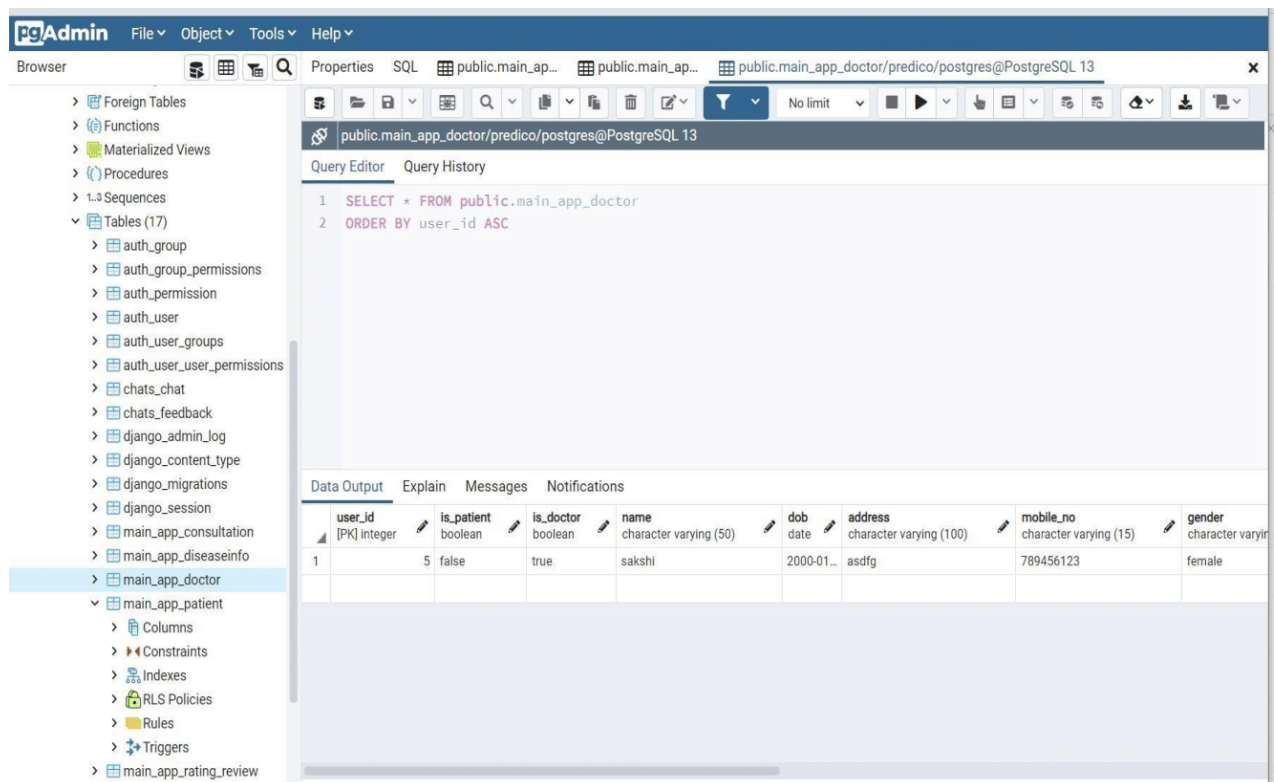 pgAdmin File Object Tools Help
Browser
Properties SQL public.main_ap... public.main_ap... public.main_app_doctor/predico/postgres@PostgreSQL 13 x
No limit
public.main_app_doctor/predico/postgres@PostgreSQL 13
Query Editor Query History
1 SELECT * FROM public.main_app_doctor
2 ORDER BY user_id ASC
Foreign Tables
Functions
Materialized Views
Procedures
1..3 Sequences
Tables (17)
auth_group
auth_group_permissions
auth_permission
auth_user
auth_user_groups
auth_user_user_permissions
chats_chat
chats_feedback
django_admin_log
django_content_type
django_migrations
django_session
main_app_consultation
main_app_diseaseinfo
main_app_doctor
main_app_patient
Columns
Constraints
Indexes
RLS Policies
Rules
Triggers
main_app_rating_review
Data Output Explain Messages Notifications
user_id is_patient is_doctor name dob address mobile_no gender
[PK] integer boolean boolean character varying (50) date character varying (100) character varying (15) character varyin
1 5 false true sakshi 2000-01... asdfg 789456123 female